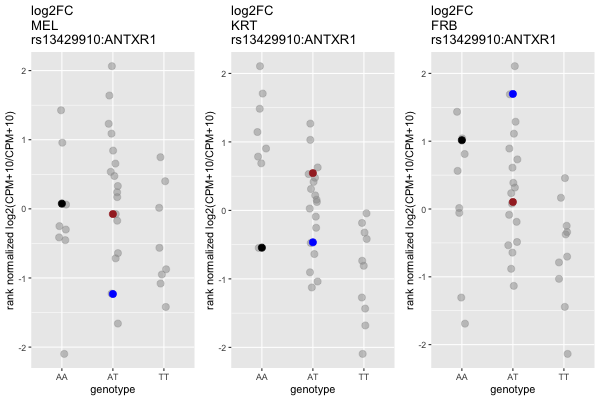 log2FC
MEL
rs13429910:ANTXR1
rank normalized log2(CPM+10/CPM+10)
2
1
0
-1
-2
AA AT TT
genotype
log2FC
KRT
rs13429910:ANTXR1
rank normalized log2(CPM+10/CPM+10)
2
1
0
-1
-2
AA AT TT
genotype
log2FC
FRB
rs13429910:ANTXR1
rank normalized log2(CPM+10/CPM+10)
2
1
0
-1
-2
AA AT TT
genotype